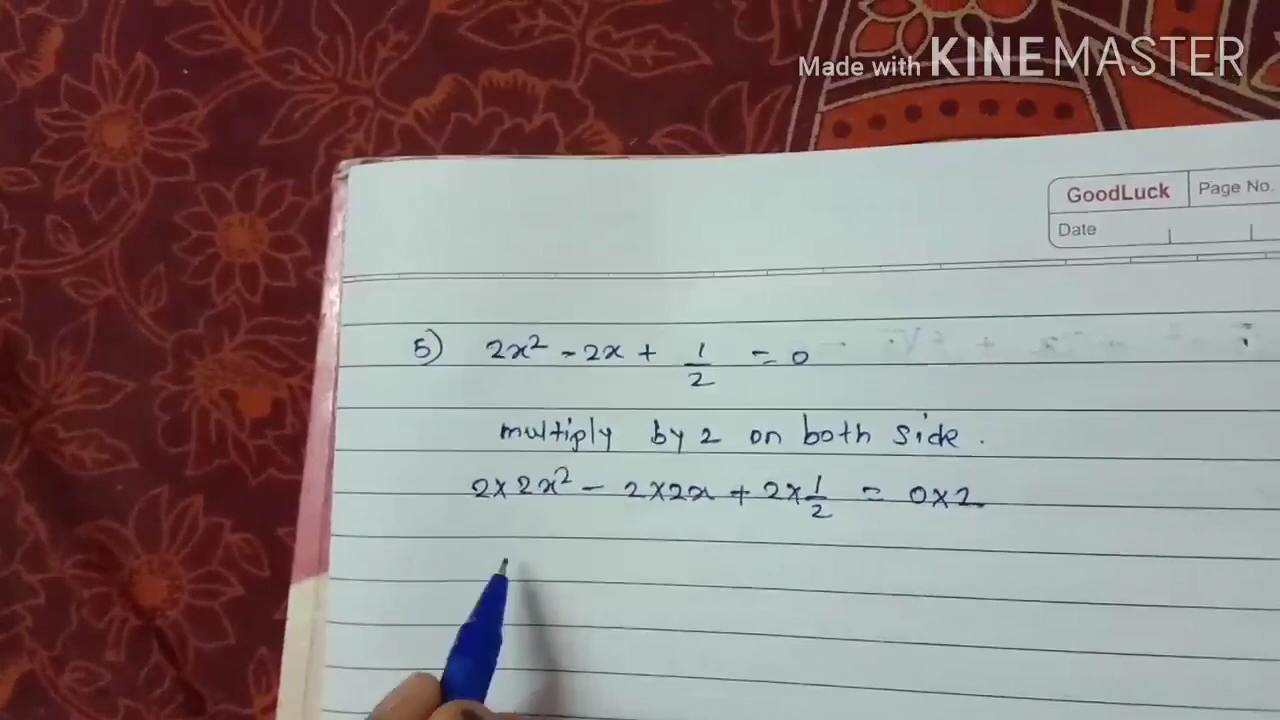 Made with KINEMASTER
GoodLuck Page No.
Date
5) 2x² - 2x + 1/2 = 0
multiply by 2 on both side.
2×2x² - 2×2x + 2×1/2 = 0×2